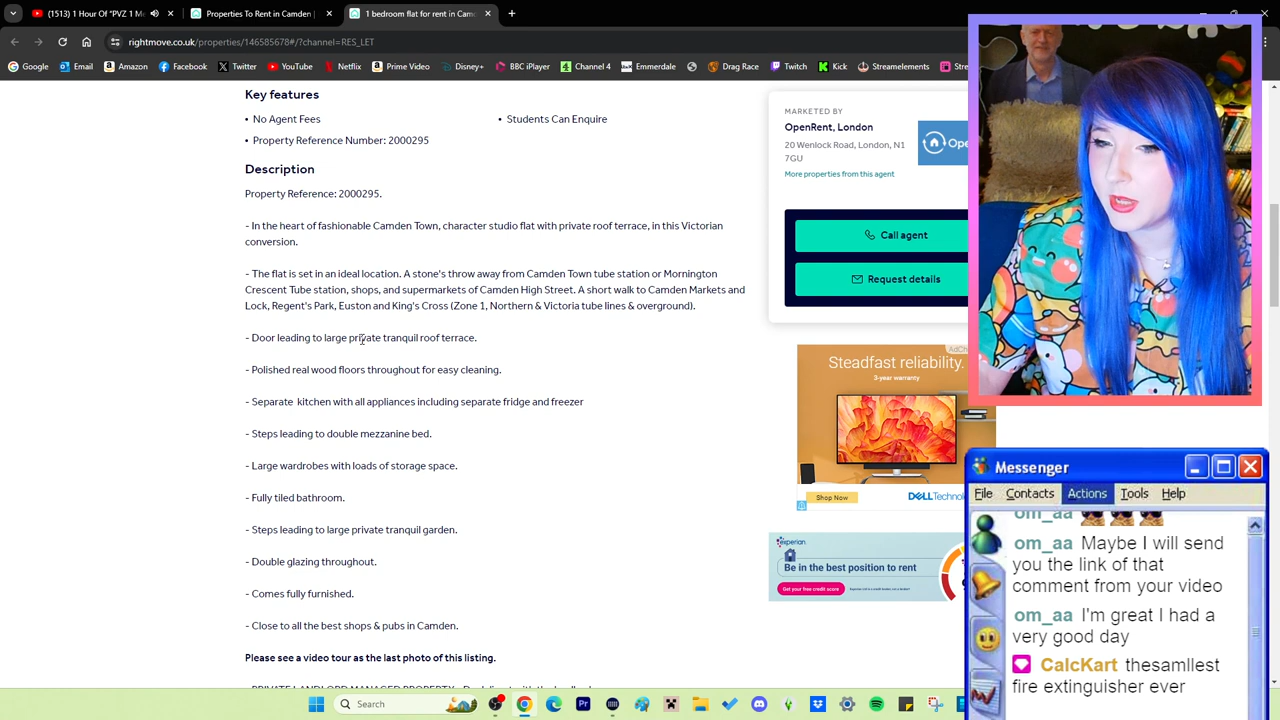 (1513) 1 Hour of "PVZ 1 M
1 bedroom flat for rent in Camd
rightmove.co.uk/properties/146585678#/?channel=RES_LET
Google
Email
Amazon
Facebook
Twitter
YouTube
Disney+
BBC iPlayer
Channel 4
Emmerdale
Drag Race
Twitch
Kick
Streamelements
Key features
• No Agent Fees
• Students Can Enquire
• Property Reference Number: 2000295
Description
Property Reference: 2000295.
- In the heart of fashionable Camden Town, character studio flat with private roof terrace, in this Victorian
conversion.
- The flat is set in an ideal location. A stone's throw away from Camden Town tube station or Mornington
Crescent Tube station, shops, and supermarkets of Camden High Street. A short walk to Camden Markets and
Lock, Regent's Park, Euston and King's Cross (Zone 1, Northern & Victoria tube lines & overground).
- Door leading to large private tranquil roof terrace.
- Polished real wood floors throughout for easy cleaning.
- Separate kitchen with all appliances including separate fridge and freezer
- Steps leading to double mezzanine bed.
- Large wardrobes with loads of storage space.
- Fully tiled bathroom.
- Steps leading to large private tranquil garden.
- Double glazing throughout.
- Comes fully furnished.
- Close to all the best shops & pubs in Camden.
Please see a video tour as the last photo of this listing.
MARKETED BY
OpenRent, London
20 Wenlock Road, London, N1
7GU
More properties from this agent
Ope
Call agent
Request details
AdCh
Steadfast reliability.
3-year warranty
Shop Now
DELLTechnolo
experian.
Be in the best position to rent
Get your free credit score
Messenger
File Contacts Actions Tools Help
om_aa
om_aa Maybe I will send
you the link of that
comment from your video
om_aa I'm great I had a
very good day
CalcKart thesamllest
fire extinguisher ever
Search